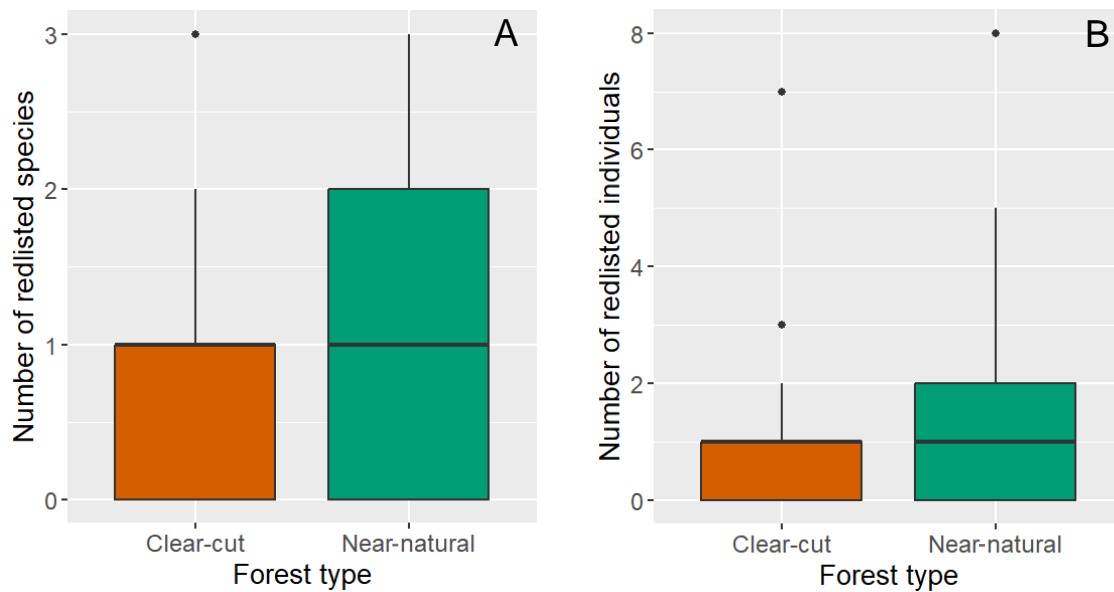 A
Number of redlisted species
3
2
1
0
Clear-cut Near-natural
Forest type
B
Number of redlisted individuals
8
6
4
2
0
Clear-cut Near-natural
Forest type